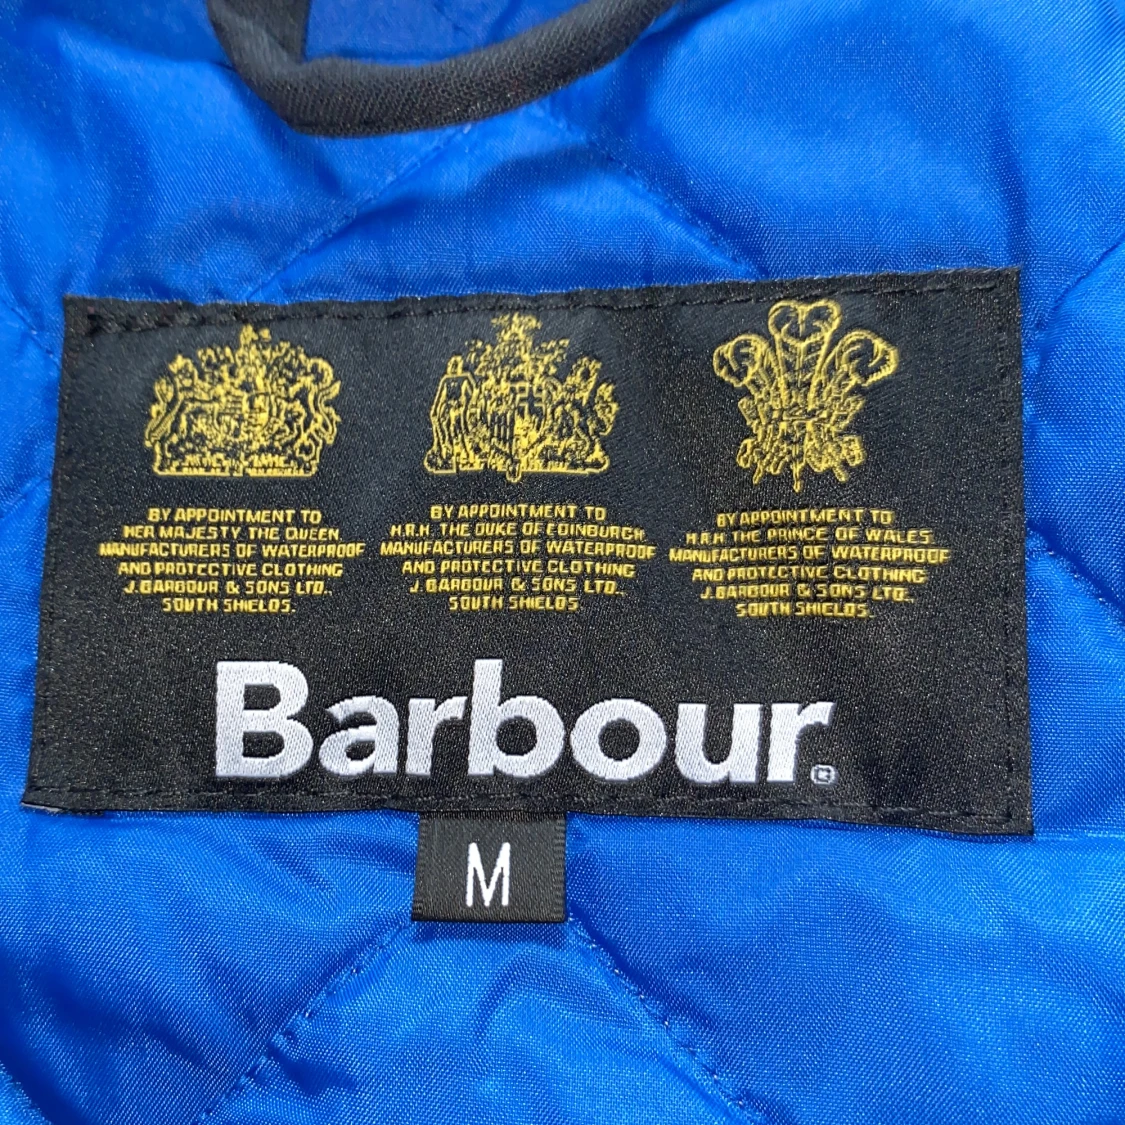 BY APPOINTMENT TO
HER MAJESTY THE QUEEN
MANUFACTURERS OF WATERPROOF
AND PROTECTIVE CLOTHING
J. BARBOUR & SONS LTD.,
SOUTH SHIELDS.
BY APPOINTMENT TO
H.R.H. THE DUKE OF EDINBURGH
MANUFACTURERS OF WATERPROOF
AND PROTECTIVE CLOTHING
J. BARBOUR & SONS LTD.,
SOUTH SHIELDS.
BY APPOINTMENT TO
H.R.H. THE PRINCE OF WALES
MANUFACTURERS OF WATERPROOF
AND PROTECTIVE CLOTHING
J. BARBOUR & SONS LTD.,
SOUTH SHIELDS.
Barbour®
M